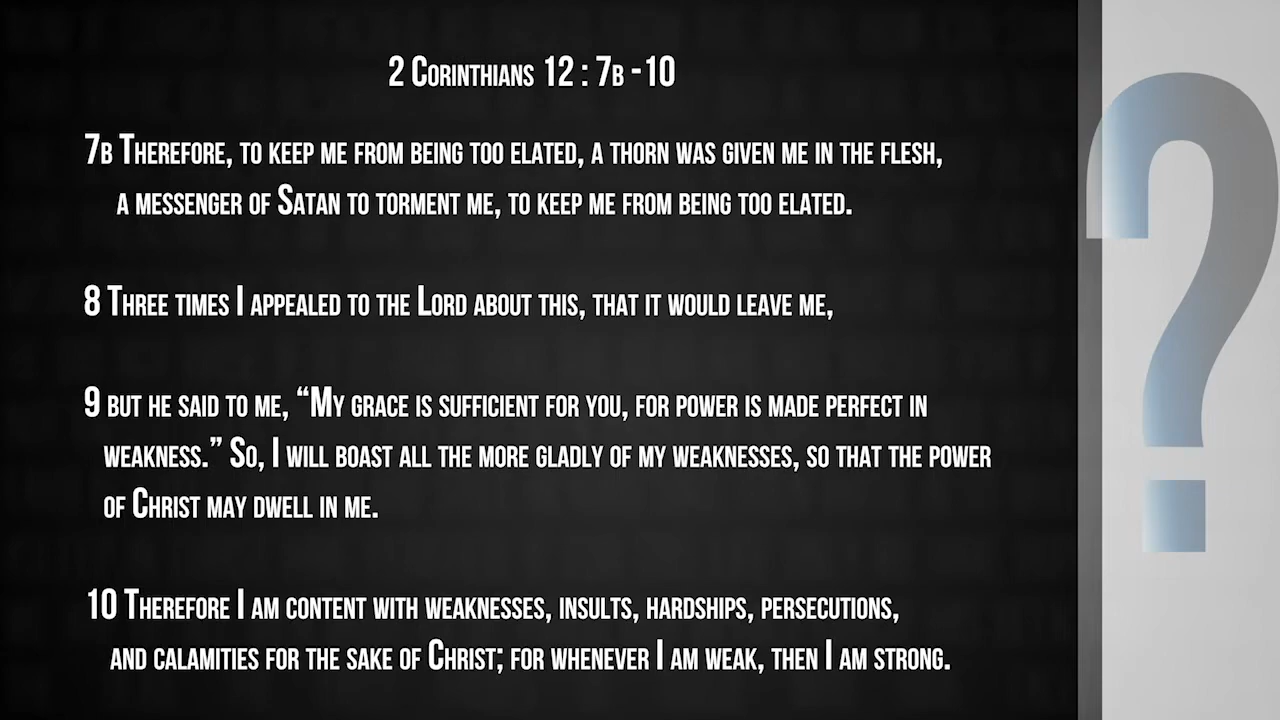 2 Corinthians 12 : 7b -10
7b Therefore, to keep me from being too elated, a thorn was given me in the flesh,
a messenger of Satan to torment me, to keep me from being too elated.
8 Three times I appealed to the Lord about this, that it would leave me,
9 but he said to me, “My grace is sufficient for you, for power is made perfect in
weakness.” So, I will boast all the more gladly of my weaknesses, so that the power
of Christ may dwell in me.
10 Therefore I am content with weaknesses, insults, hardships, persecutions,
and calamities for the sake of Christ; for whenever I am weak, then I am strong.
?